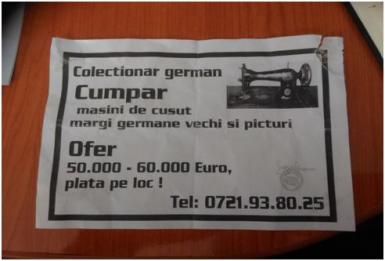 Colectionar german
Cumpar
masini de cusut
margi germane vechi si picturi
Ofer
50.000 - 60.000 Euro,
plata pe loc !
Tel: 0721.93.80.25